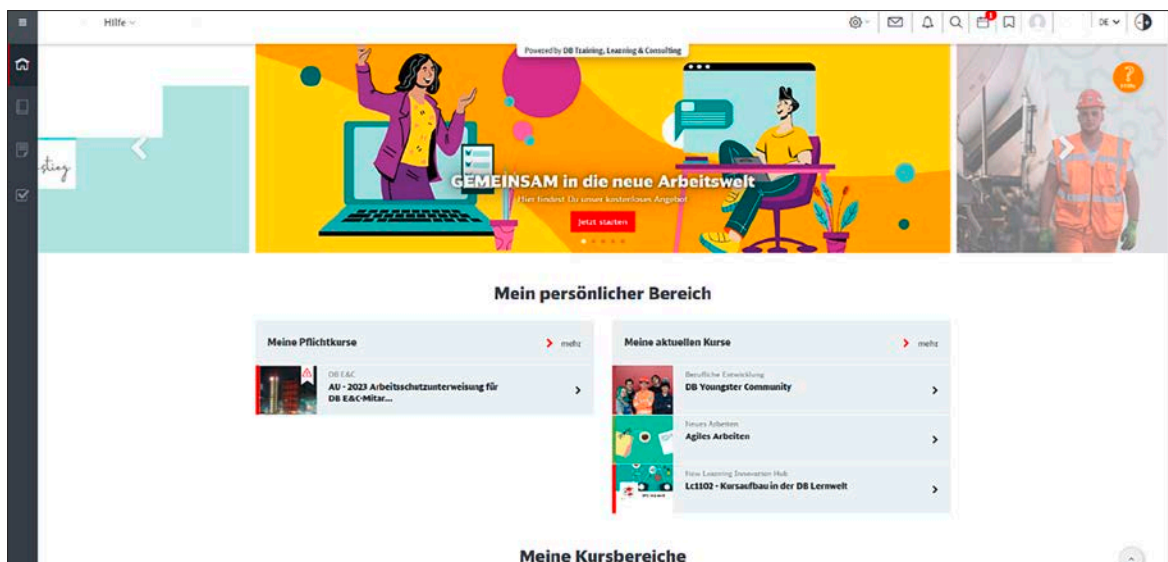 Hilfe
1
DE
Powered by DB Training, Learning & Consulting
stieg
GEMEINSAM in die neue Arbeitswelt
Hier findest Du unser kostenloses Angebot
Jetzt starten
?
Mein persönlicher Bereich
Meine Pflichtkurse
mehr
DB E&C
AU - 2023 Arbeitsschutzunterweisung für
DB E&C-Mitar...
Meine aktuellen Kurse
mehr
Berufliche Entwicklung
DB Youngster Community
Neues Arbeiten
Agiles Arbeiten
New Learning Innovation Hub
Lc1102 - Kursaufbau in der DB Lernwelt
Meine Kursbereiche